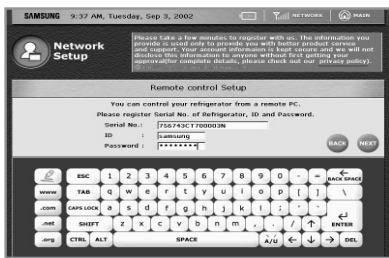 SAMSUNG 9:37 AM, Tuesday, Sep 3, 2002 NETWORK MAIN
Network Setup
Please take a few minutes to register with us. The information you
provide is used only to provide you with better product service
and support. Your account information is kept secure and we will not
disclose this information to anyone without first getting your
approval(for complete details, please check out our privacy policy).
Remote control Setup
You can control your refrigerator from a remote PC.
Please register Serial No. of Refrigerator, ID and Password.
Serial No.: 756743CT700003N
ID : samsung
Password : ********
BACK NEXT
ESC 1 2 3 4 5 6 7 8 9 0 - = BACK SPACE
www TAB q w e r t y u i o p [ ] \
.com CAPS LOCK a s d f g h j k l ; '
.net SHIFT z x c v b n m , . / ↑ ENTER
.org CTRL ALT SPACE À/Ü ← ↓ → DEL